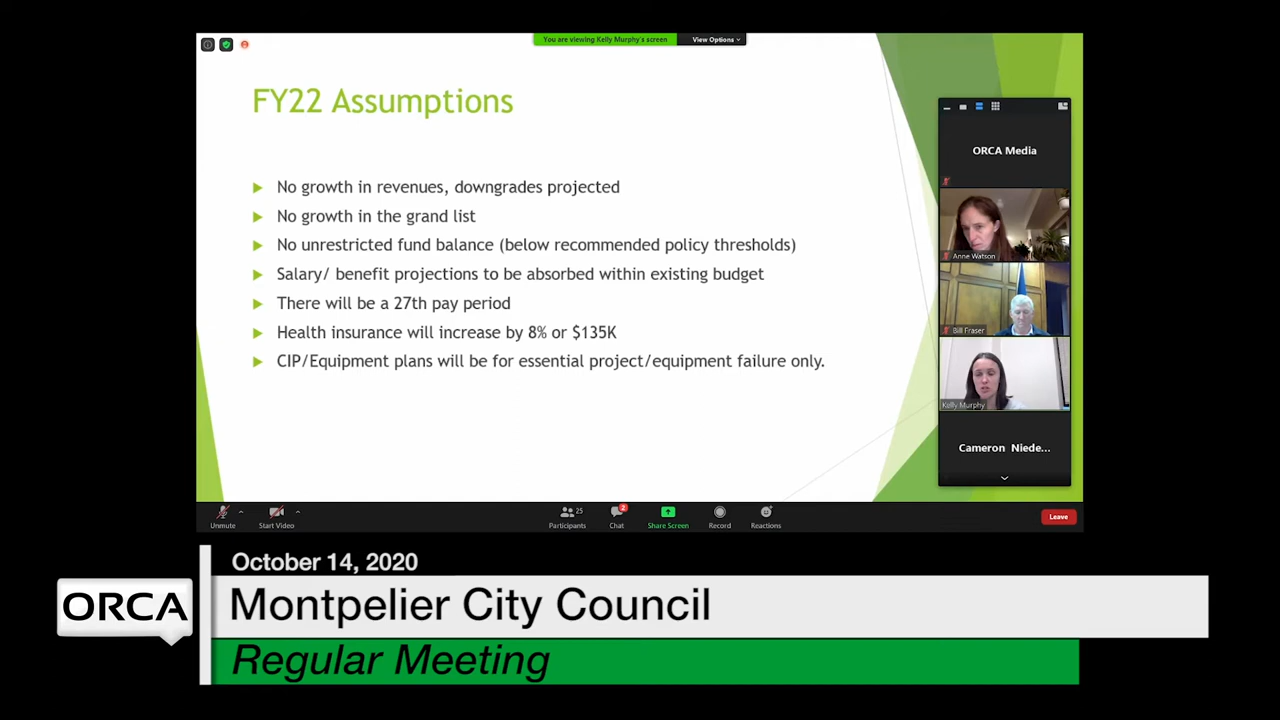 You are viewing Kelly Murphy's screen
View Options
FY22 Assumptions
No growth in revenues, downgrades projected
No growth in the grand list
No unrestricted fund balance (below recommended policy thresholds)
Salary/ benefit projections to be absorbed within existing budget
There will be a 27th pay period
Health insurance will increase by 8% or $135K
CIP/Equipment plans will be for essential project/equipment failure only.
ORCA Media
Anne Watson
Bill Fraser
Kelly Murphy
Cameron Niede...
Unmute
Start Video
25
Participants
2
Chat
Share Screen
Record
Reactions
Leave
October 14, 2020
ORCA
Montpelier City Council
Regular Meeting